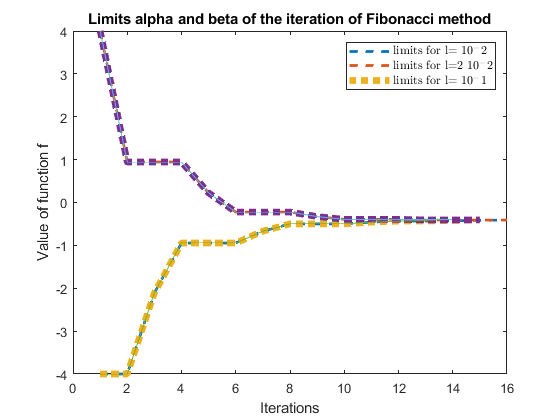 Limits alpha and beta of the iteration of Fibonacci method
limits for l= 10⁻2
limits for l=2 10⁻2
limits for l= 10⁻1
4
3
2
1
0
-1
-2
-3
-4
Value of function f
0 2 4 6 8 10 12 14 16
Iterations